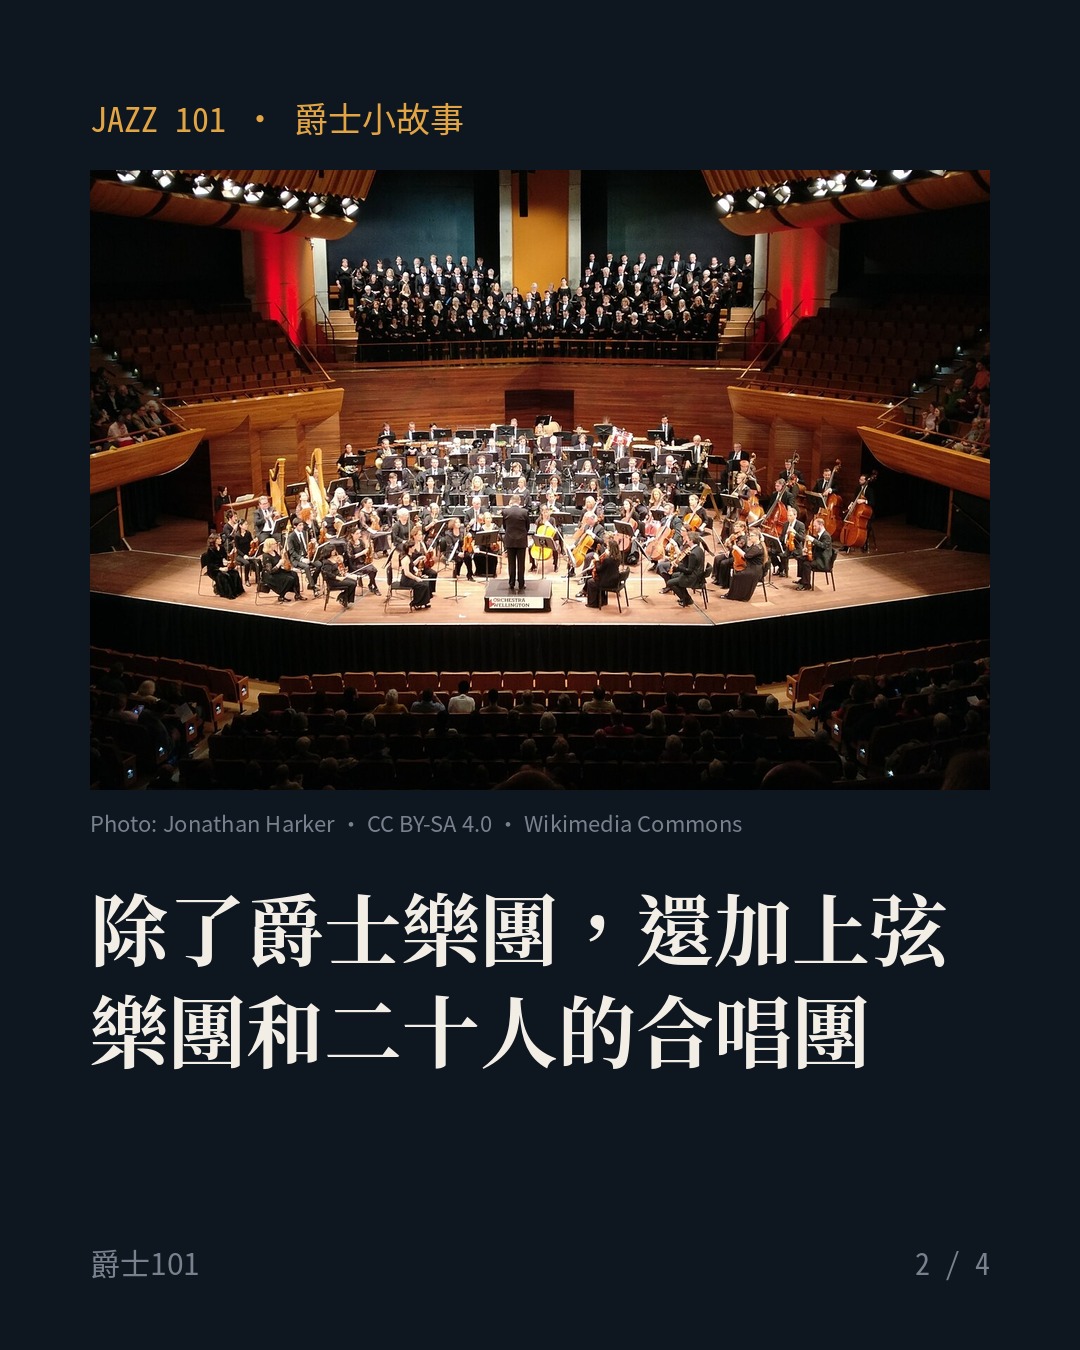 JAZZ 101 · 爵士小故事
ORCHESTRA
WELLINGTON
Photo: Jonathan Harker · CC BY-SA 4.0 · Wikimedia Commons
除了爵士樂團，還加上弦
樂團和二十人的合唱團
爵士101
2 / 4